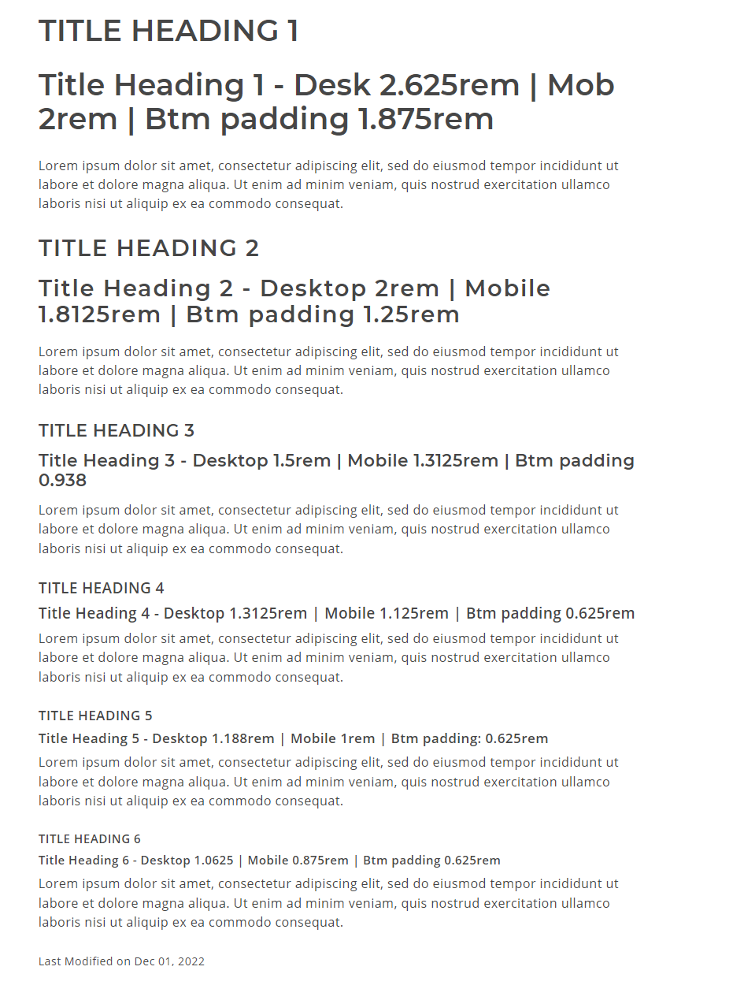 TITLE HEADING 1
Title Heading 1 - Desk 2.625rem | Mob
2rem | Btm padding 1.875rem
Lorem ipsum dolor sit amet, consectetur adipiscing elit, sed do eiusmod tempor incididunt ut
labore et dolore magna aliqua. Ut enim ad minim veniam, quis nostrud exercitation ullamco
laboris nisi ut aliquip ex ea commodo consequat.
TITLE HEADING 2
Title Heading 2 - Desktop 2rem | Mobile
1.8125rem | Btm padding 1.25rem
Lorem ipsum dolor sit amet, consectetur adipiscing elit, sed do eiusmod tempor incididunt ut
labore et dolore magna aliqua. Ut enim ad minim veniam, quis nostrud exercitation ullamco
laboris nisi ut aliquip ex ea commodo consequat.
TITLE HEADING 3
Title Heading 3 - Desktop 1.5rem | Mobile 1.3125rem | Btm padding
0.938
Lorem ipsum dolor sit amet, consectetur adipiscing elit, sed do eiusmod tempor incididunt ut
labore et dolore magna aliqua. Ut enim ad minim veniam, quis nostrud exercitation ullamco
laboris nisi ut aliquip ex ea commodo consequat.
TITLE HEADING 4
Title Heading 4 - Desktop 1.3125rem | Mobile 1.125rem | Btm padding 0.625rem
Lorem ipsum dolor sit amet, consectetur adipiscing elit, sed do eiusmod tempor incididunt ut
labore et dolore magna aliqua. Ut enim ad minim veniam, quis nostrud exercitation ullamco
laboris nisi ut aliquip ex ea commodo consequat.
TITLE HEADING 5
Title Heading 5 - Desktop 1.188rem | Mobile 1rem | Btm padding: 0.625rem
Lorem ipsum dolor sit amet, consectetur adipiscing elit, sed do eiusmod tempor incididunt ut
labore et dolore magna aliqua. Ut enim ad minim veniam, quis nostrud exercitation ullamco
laboris nisi ut aliquip ex ea commodo consequat.
TITLE HEADING 6
Title Heading 6 - Desktop 1.0625 | Mobile 0.875rem | Btm padding 0.625rem
Lorem ipsum dolor sit amet, consectetur adipiscing elit, sed do eiusmod tempor incididunt ut
labore et dolore magna aliqua. Ut enim ad minim veniam, quis nostrud exercitation ullamco
laboris nisi ut aliquip ex ea commodo consequat.
Last Modified on Dec 01, 2022